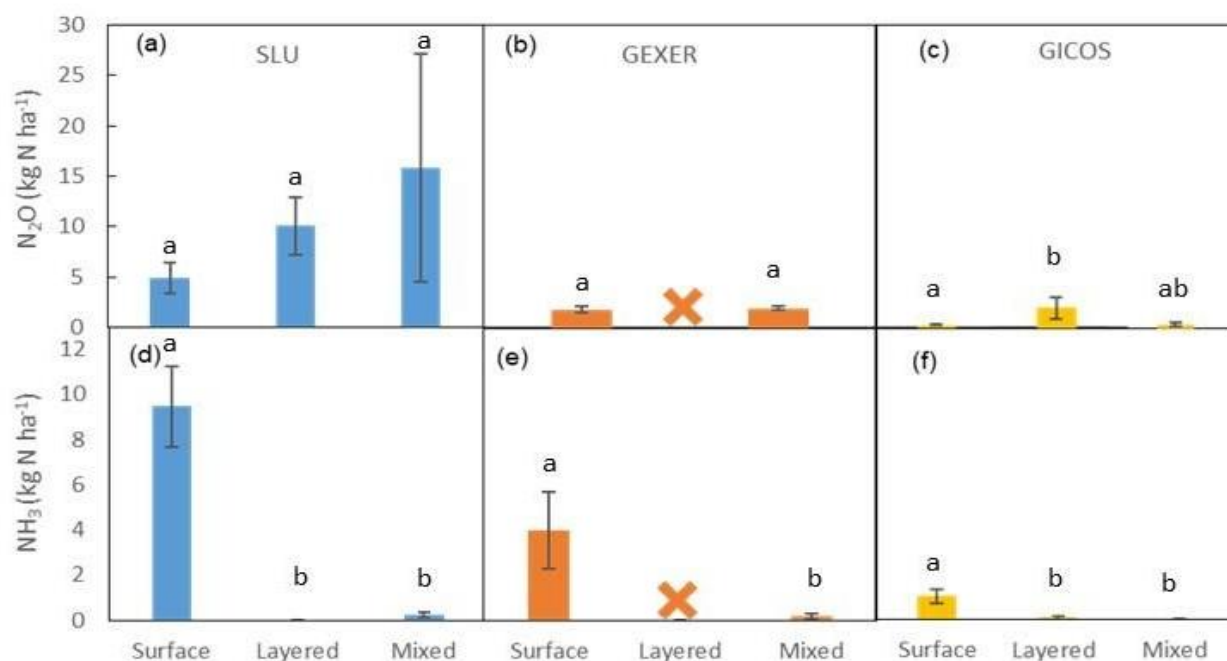 30
25
20
15
10
5
0
N₂O (kg N ha⁻¹)
(a) SLU
a a a
(b) GEXER
a a
(c) GICOS
a b ab
12
10
8
6
4
2
0
NH₃ (kg N ha⁻¹)
(d)
a b b
(e)
a b
(f)
a b b
Surface Layered Mixed Surface Layered Mixed Surface Layered Mixed